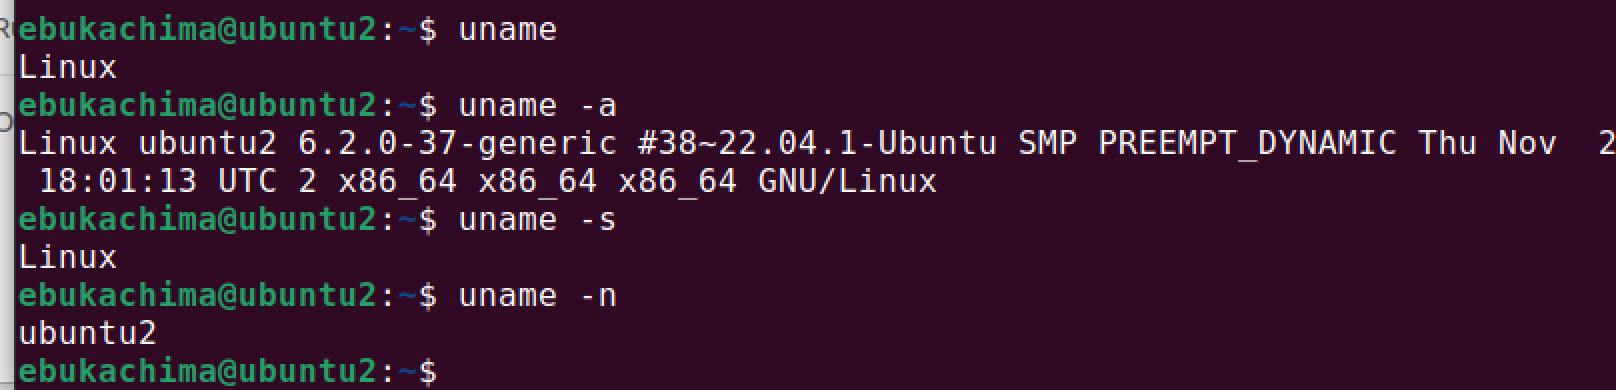 ebukachima@ubuntu2:~$ uname
Linux
ebukachima@ubuntu2:~$ uname -a
Linux ubuntu2 6.2.0-37-generic #38~22.04.1-Ubuntu SMP PREEMPT_DYNAMIC Thu Nov  2
 18:01:13 UTC 2 x86_64 x86_64 x86_64 GNU/Linux
ebukachima@ubuntu2:~$ uname -s
Linux
ebukachima@ubuntu2:~$ uname -n
ubuntu2
ebukachima@ubuntu2:~$